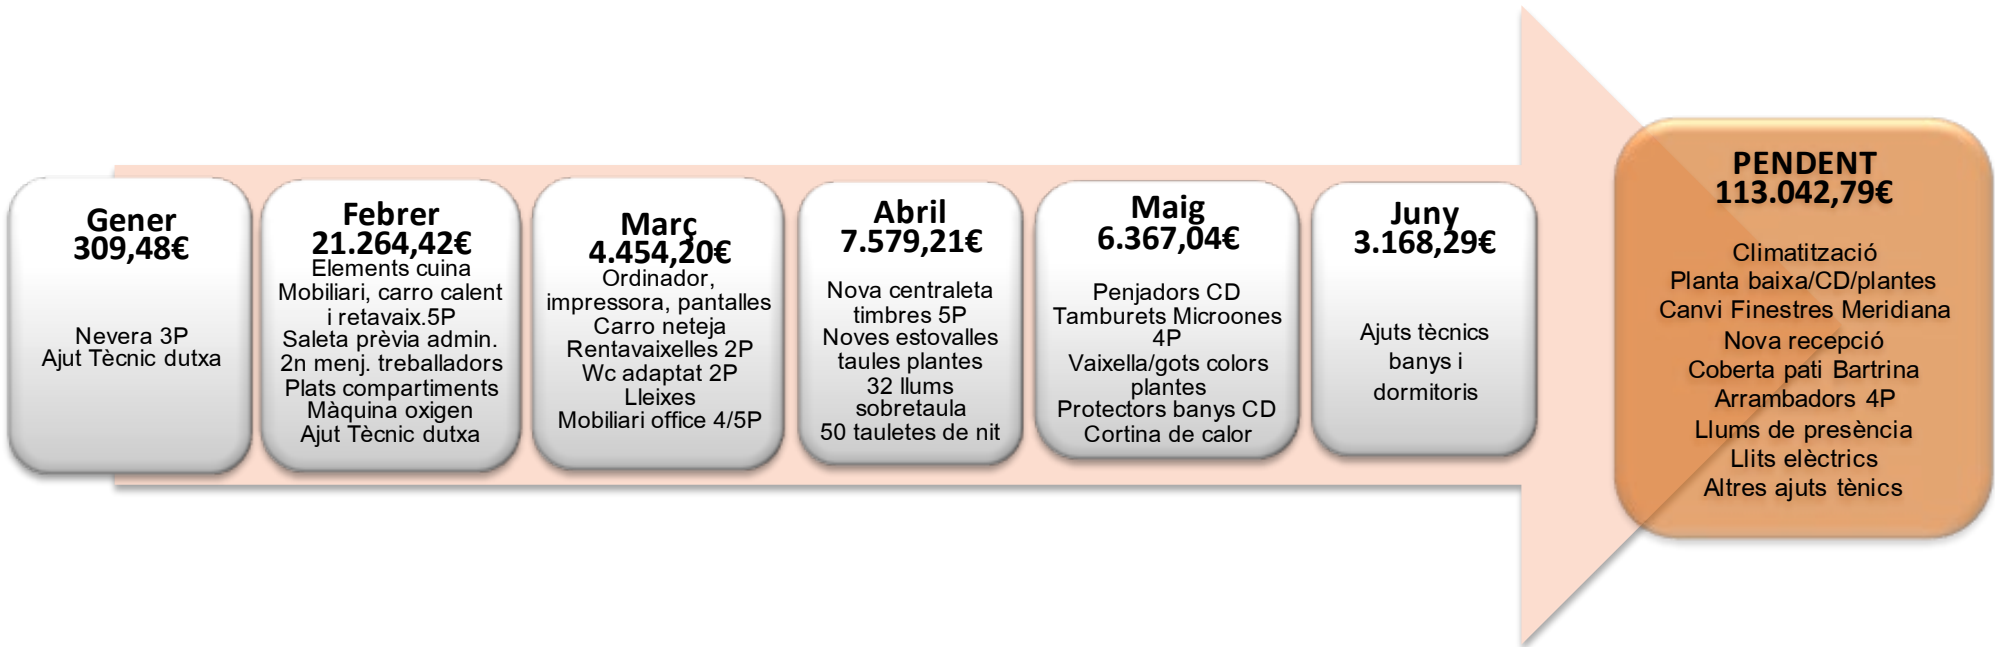 Gener
309,48€
Nevera 3P
Ajut Tècnic dutxa
Febrer
21.264,42€
Elements cuina
Mobiliari, carro calent
i retavaix.5P
Saleta prèvia admin.
2n menj. treballadors
Plats compartiments
Màquina oxigen
Ajut Tècnic dutxa
Març
4.454,20€
Ordinador,
impressora, pantalles
Carro neteja
Rentavaixelles 2P
Wc adaptat 2P
Lleixes
Mobiliari office 4/5P
Abril
7.579,21€
Nova centraleta
timbres 5P
Noves estovalles
taules plantes
32 llums
sobretaula
50 tauletes de nit
Maig
6.367,04€
Penjadors CD
Tamburets Microones
4P
Vaixella/gots colors
plantes
Protectors banys CD
Cortina de calor
Juny
3.168,29€
Ajuts tècnics
banys i
dormitoris
PENDENT
113.042,79€
Climatització
Planta baixa/CD/plantes
Canvi Finestres Meridiana
Nova recepció
Coberta pati Bartrina
Arrambadors 4P
Llums de presència
Llits elèctrics
Altres ajuts tènics